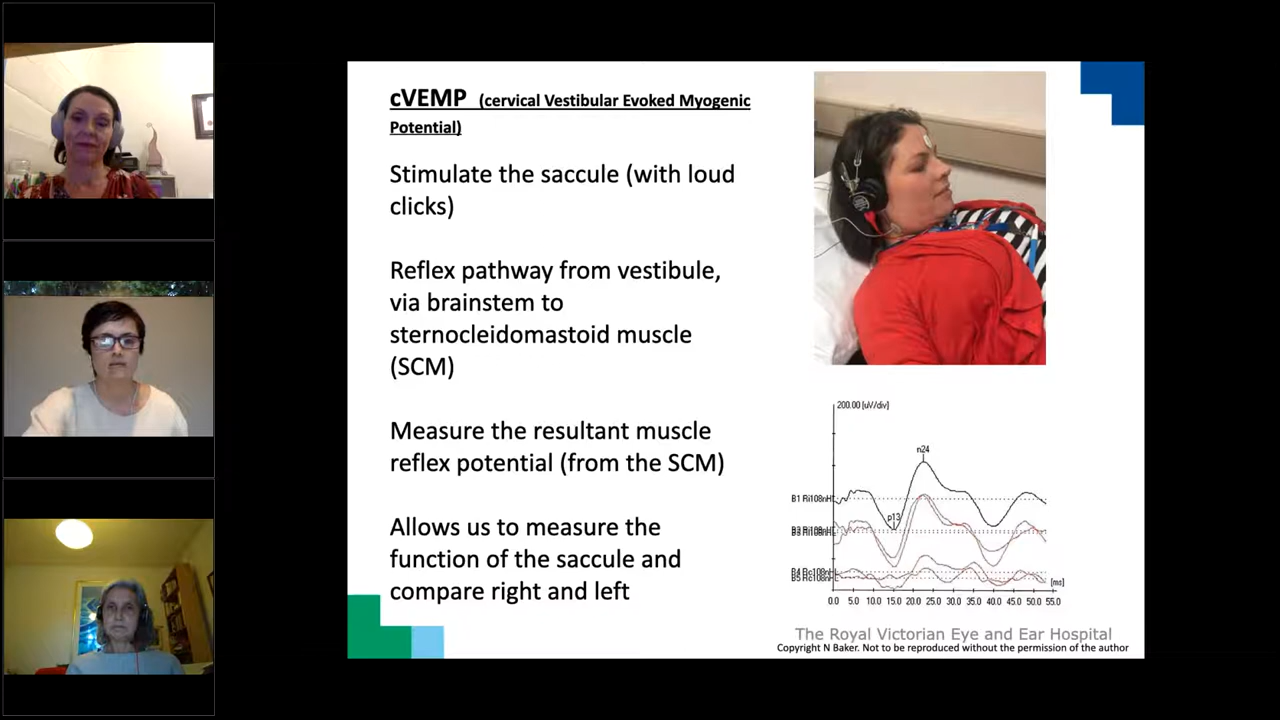 cVEMP (cervical Vestibular Evoked Myogenic
Potential)
Stimulate the saccule (with loud
clicks)
Reflex pathway from vestibule,
via brainstem to
sternocleidomastoid muscle
(SCM)
Measure the resultant muscle
reflex potential (from the SCM)
Allows us to measure the
function of the saccule and
compare right and left
200.00 [uV/div]
n24
p13
[ms]
0.0 5.0 10.0 15.0 20.0 25.0 30.0 35.0 40.0 45.0 50.0 55.0
The Royal Victorian Eye and Ear Hospital
Copyright N Baker. Not to be reproduced without the permission of the author